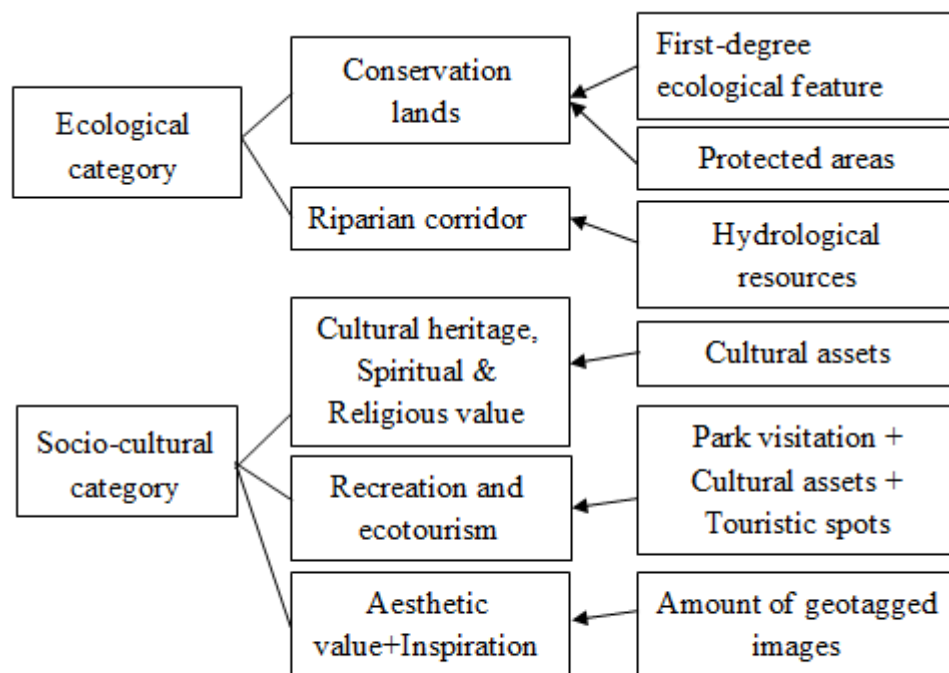 Ecological
category
Conservation
lands
First-degree
ecological feature
Protected areas
Riparian corridor
Hydrological
resources
Socio-cultural
category
Cultural heritage,
Spiritual &
Religious value
Cultural assets
Recreation and
ecotourism
Park visitation +
Cultural assets +
Touristic spots
Aesthetic
value+Inspiration
Amount of geotagged
images